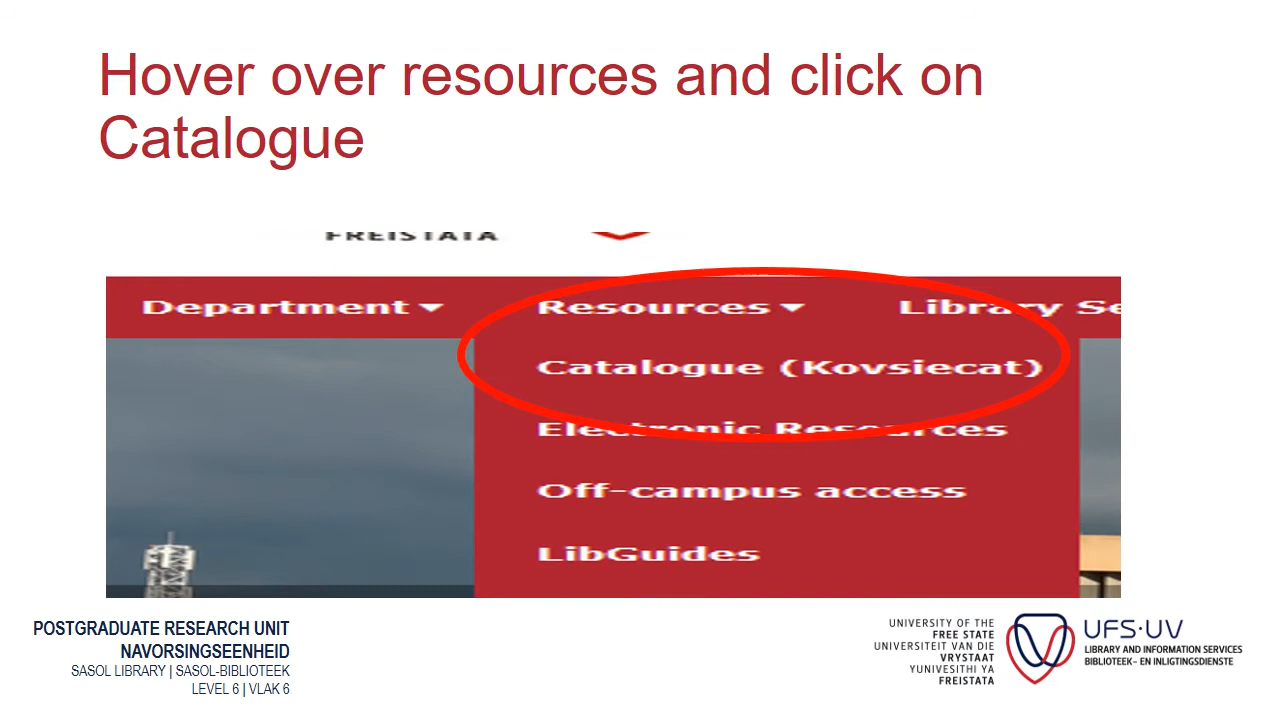 Hover over resources and click on
Catalogue
FREISTATA
Department
Resources
Library Se
Catalogue (Kovsiecat)
Electronic Resources
Off-campus access
LibGuides
POSTGRADUATE RESEARCH UNIT
NAVORSINGSEENHEID
SASOL LIBRARY | SASOL-BIBLIOTEEK
LEVEL 6 | VLAK 6
UNIVERSITY OF THE
FREE STATE
UNIVERSITEIT VAN DIE
VRYSTAAT
YUNIVESITHI YA
FREISTATA
UFS·UV
LIBRARY AND INFORMATION SERVICES
BIBLIOTEEK- EN INLIGTINGSDIENSTE